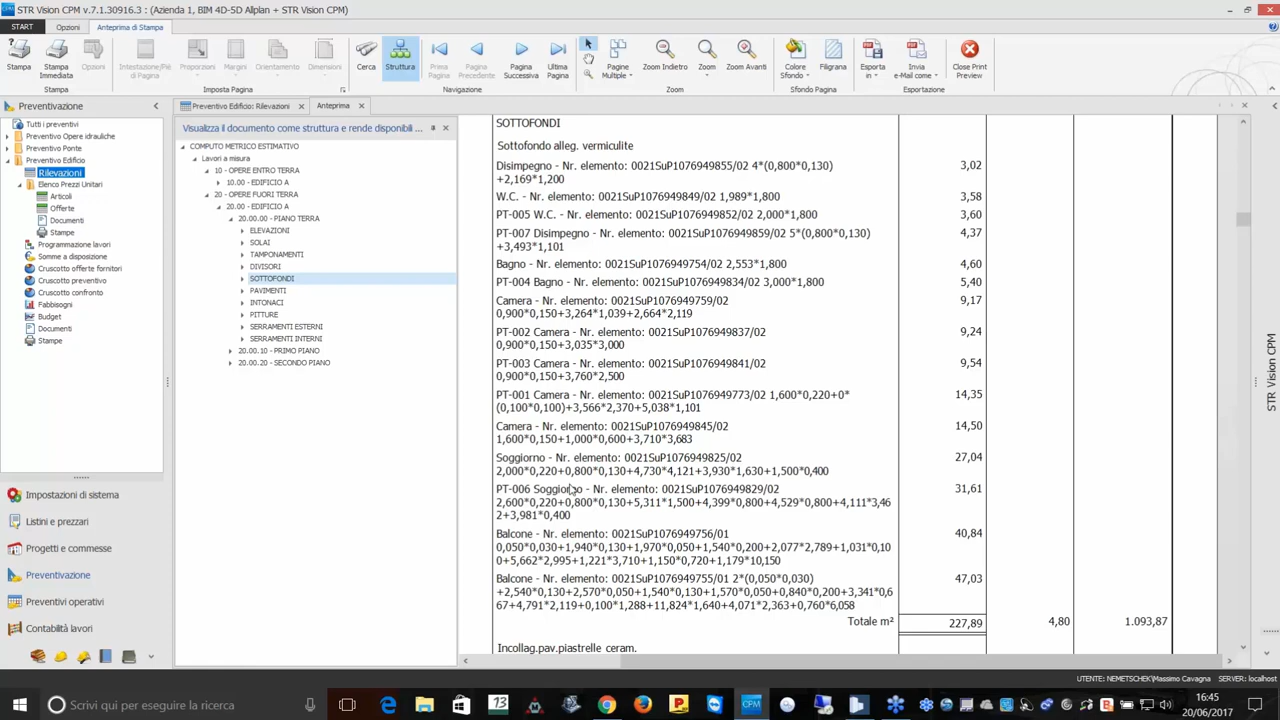 STR Vision CPM v.7.1.30916.3 : (Azienda 1, BIM 4D-5D Allplan + STR Vision CPM)
START
Opzioni
Anteprima di Stampa
Stampa
Stampa Immediata
Opzioni
Intestazione/Piè di Pagina
Proporzioni
Margini
Orientamento
Dimensioni
Cerca
Struttura
Prima Pagina
Pagina Precedente
Pagina Successiva
Ultima Pagina
Pagine Multiple
Zoom Indietro
Zoom
Zoom Avanti
Colore Sfondo
Filigrana
Esporta in
Invia e-Mail come
Close Print Preview
Stampa
Imposta Pagina
Navigazione
Zoom
Sfondo Pagina
Esportazione
Preventivazione
Tutti i preventivi
Preventivo Opere idrauliche
Preventivo Ponte
Preventivo Edificio
Rilevazioni
Elenco Prezzi Unitari
Articoli
Offerte
Documenti
Stampe
Programmazione lavori
Somme a disposizione
Cruscotto offerte fornitori
Cruscotto preventivo
Cruscotto confronto
Fabbisogni
Budget
Documenti
Stampe
Impostazioni di sistema
Listini e prezzari
Progetti e commesse
Preventivazione
Preventivi operativi
Contabilità lavori
Preventivo Edificio: Rilevazioni
Anteprima
Visualizza il documento come struttura e rende disponibili ...
COMPUTO METRICO ESTIMATIVO
Lavori a misura
10 - OPERE ENTRO TERRA
10.00 - EDIFICIO A
20 - OPERE FUORI TERRA
20.00 - EDIFICIO A
20.00.00 - PIANO TERRA
ELEVAZIONI
SOLAI
TAMPONAMENTI
DIVISORI
SOTTOFONDI
PAVIMENTI
INTONACI
PITTURE
SERRAMENTI ESTERNI
SERRAMENTI INTERNI
20.00.10 - PRIMO PIANO
20.00.20 - SECONDO PIANO
SOTTOFONDI
Sottofondo alleg. vermiculite
Disimpegno - Nr. elemento: 0021SuP1076949855/02 4*(0,800*0,130) 3,02
+2,169*1,200
W.C. - Nr. elemento: 0021SuP1076949849/02 1,989*1,800 3,58
PT-005 W.C. - Nr. elemento: 0021SuP1076949852/02 2,000*1,800 3,60
PT-007 Disimpegno - Nr. elemento: 0021SuP1076949859/02 5*(0,800*0,130) 4,37
+3,493*1,101
Bagno - Nr. elemento: 0021SuP1076949754/02 2,553*1,800 4,60
PT-004 Bagno - Nr. elemento: 0021SuP1076949834/02 3,000*1,800 5,40
Camera - Nr. elemento: 0021SuP1076949759/02 9,17
0,900*0,150+3,264*1,039+2,664*2,119
PT-002 Camera - Nr. elemento: 0021SuP1076949837/02 9,24
0,900*0,150+3,035*3,000
PT-003 Camera - Nr. elemento: 0021SuP1076949841/02 9,54
0,900*0,150+3,760*2,500
PT-001 Camera - Nr. elemento: 0021SuP1076949773/02 1,600*0,220+0* 14,35
(0,100*0,100)+3,566*2,370+5,038*1,101
Camera - Nr. elemento: 0021SuP1076949845/02 14,50
1,600*0,150+1,000*0,600+3,710*3,683
Soggiorno - Nr. elemento: 0021SuP1076949825/02 27,04
2,000*0,220+0,800*0,130+4,730*4,121+3,930*1,630+1,500*0,400
PT-006 Soggiorno - Nr. elemento: 0021SuP1076949829/02 31,61
2,600*0,220+0,800*0,130+5,311*1,500+4,399*0,800+4,529*0,800+4,111*3,46
2+3,981*0,400
Balcone - Nr. elemento: 0021SuP1076949756/01 40,84
0,050*0,030+1,940*0,130+1,970*0,050+1,540*0,200+2,077*2,789+1,031*0,10
0+5,662*2,995+1,221*3,710+1,150*0,720+1,179*10,150
Balcone - Nr. elemento: 0021SuP1076949755/01 2*(0,050*0,030) 47,03
+2,540*0,130+2,570*0,050+1,540*0,130+1,570*0,050+0,840*0,200+3,341*0,6
67+4,791*2,119+0,100*1,288+11,824*1,640+4,071*2,363+0,760*6,058
Totale m² 227,89 4,80 1.093,87
Incollag.pav.piastrelle ceram.
STR Vision CPM
UTENTE: NEMETSCHEK\Massimo Cavagna SERVER: localhost
Scrivi qui per eseguire la ricerca
13
CPM
16:45
20/06/2017